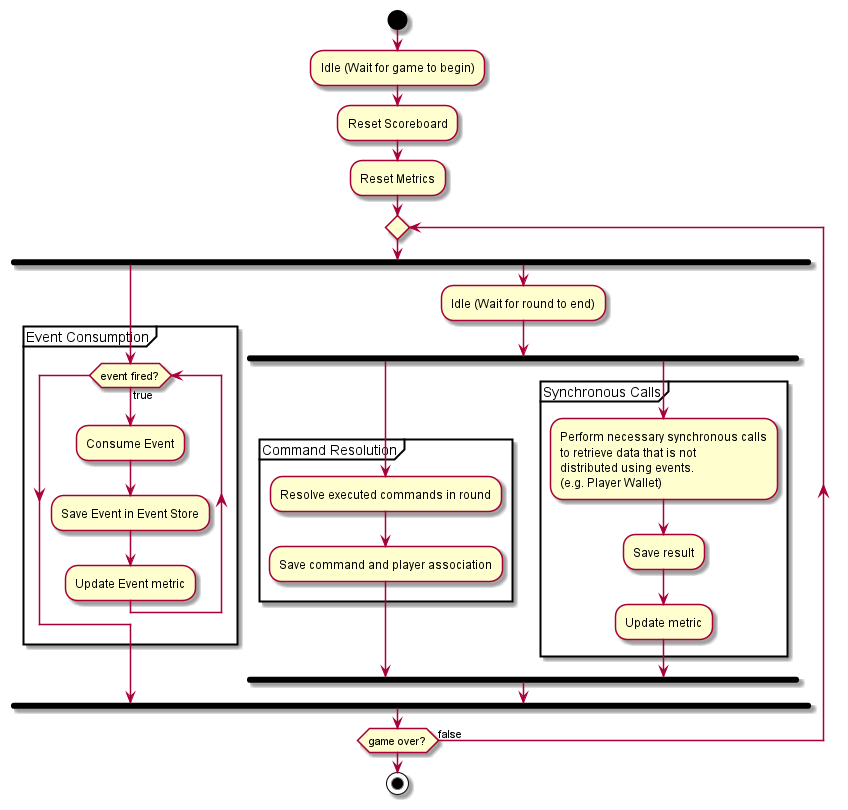 Idle (Wait for game to begin)
Reset Scoreboard
Reset Metrics
Idle (Wait for round to end)
Event Consumption
event fired?
true
Consume Event
Save Event in Event Store
Update Event metric
Command Resolution
Resolve executed commands in round
Save command and player association
Synchronous Calls
Perform necessary synchronous calls
to retrieve data that is not
distributed using events.
(e.g. Player Wallet)
Save result
Update metric
game over?
false